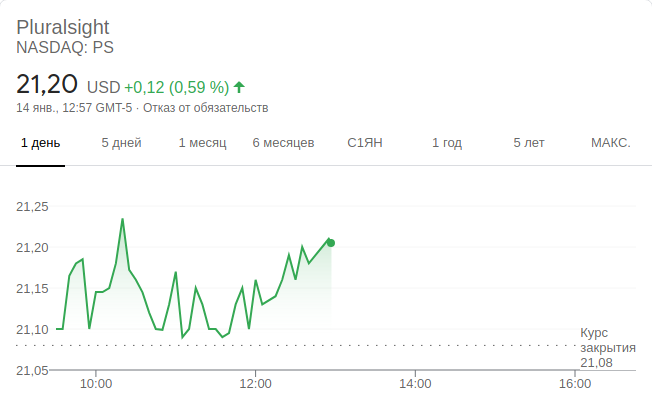 Pluralsight
NASDAQ: PS
21,20 USD +0,12 (0,59 %)
14 янв., 12:57 GMT-5 · Отказ от обязательств
1 день 5 дней 1 месяц 6 месяцев С1ЯН 1 год 5 лет МАКС.
21,25
21,20
21,15
21,10
Курс
закрытия
21,08
21,05
10:00 12:00 14:00 16:00